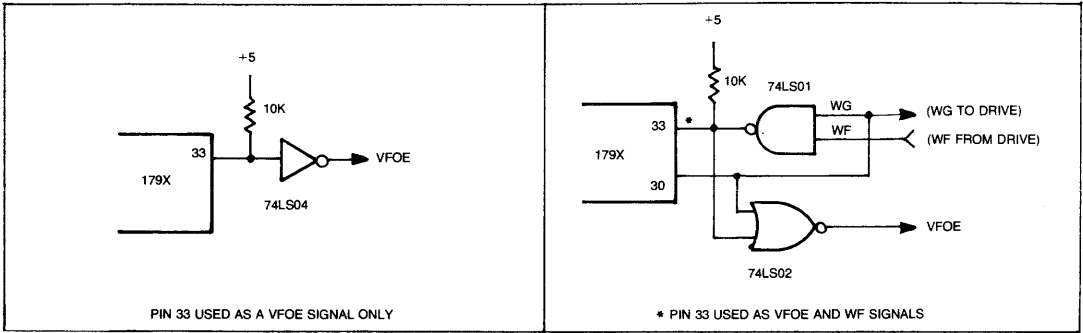 +5
10K
33
VFOE
179X
74LS04
PIN 33 USED AS A VFOE SIGNAL ONLY
+5
10K
74LS01
WG
(WG TO DRIVE)
33
*
WF
(WF FROM DRIVE)
179X
30
VFOE
74LS02
* PIN 33 USED AS VFOE AND WF SIGNALS